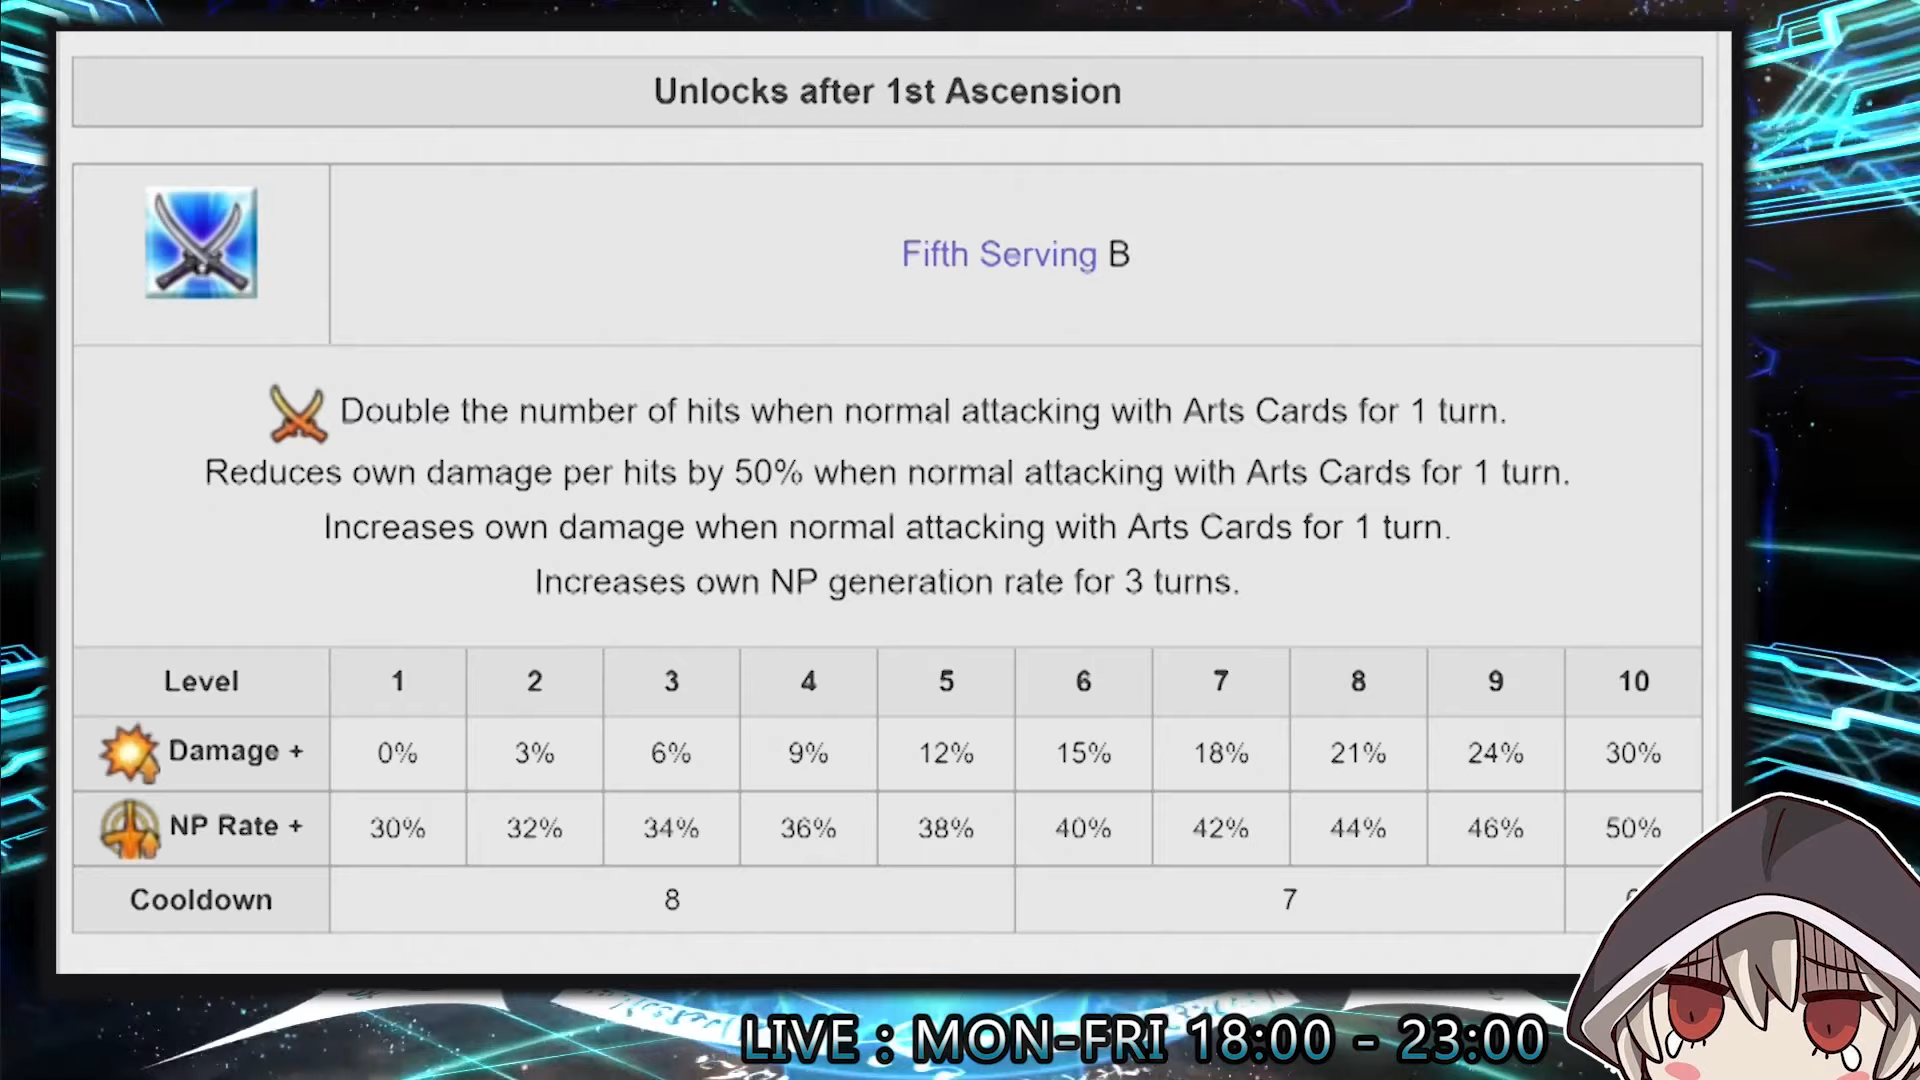 Unlocks after 1st Ascension
Fifth Serving B
Double the number of hits when normal attacking with Arts Cards for 1 turn.
Reduces own damage per hits by 50% when normal attacking with Arts Cards for 1 turn.
Increases own damage when normal attacking with Arts Cards for 1 turn.
Increases own NP generation rate for 3 turns.
Level 1 2 3 4 5 6 7 8 9 10
Damage + 0% 3% 6% 9% 12% 15% 18% 21% 24% 30%
NP Rate + 30% 32% 34% 36% 38% 40% 42% 44% 46% 50%
Cooldown 8 7
LIVE : MON-FRI 18:00 - 23:00